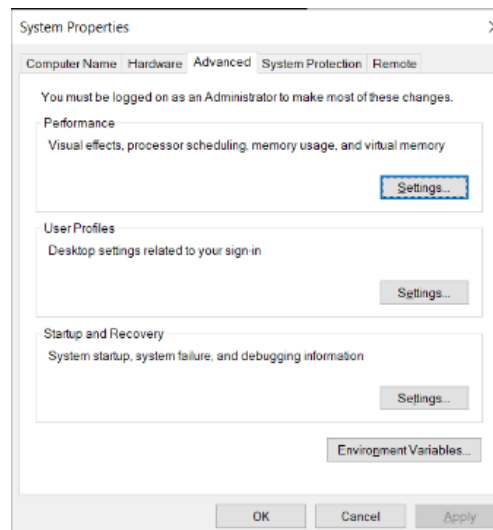 System Properties
Computer Name Hardware Advanced System Protection Remote
You must be logged on as an Administrator to make most of these changes.
Performance
Visual effects, processor scheduling, memory usage, and virtual memory
Settings...
User Profiles
Desktop settings related to your sign-in
Settings...
Startup and Recovery
System startup, system failure, and debugging information
Settings...
Environment Variables...
OK Cancel Apply